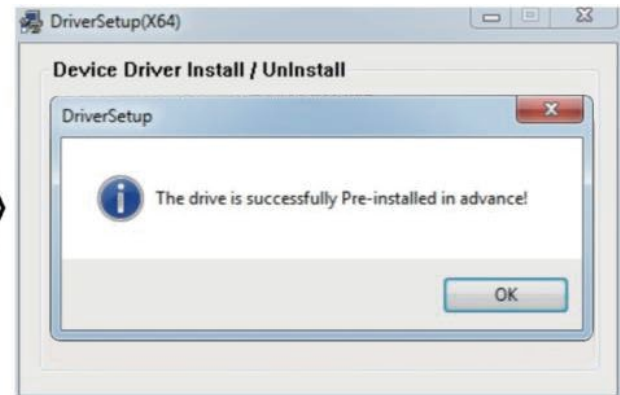 DriverSetup(X64)
Device Driver Install / UnInstall
DriverSetup
The drive is successfully Pre-installed in advance!
OK